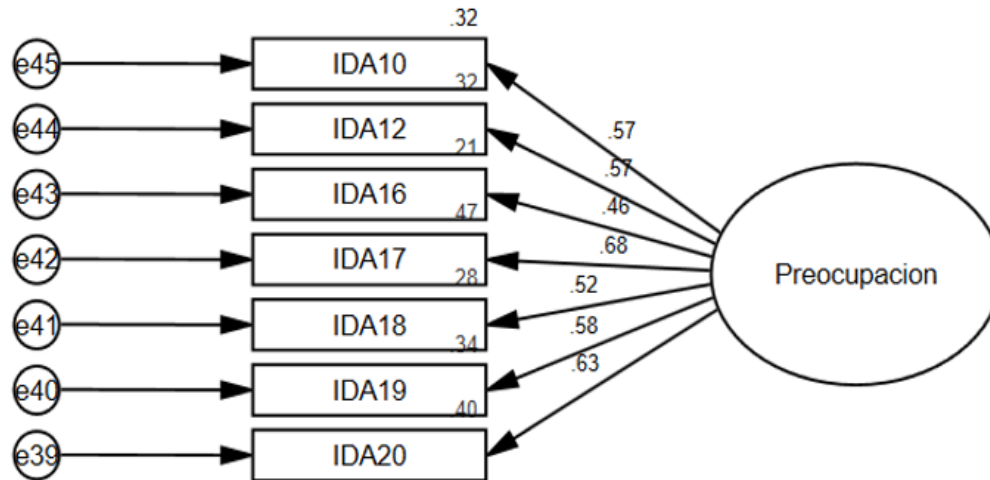 .32
e45
IDA10
.57
.32
e44
IDA12
.57
.21
e43
IDA16
.46
.47
e42
IDA17
.68
Preocupacion
.28
e41
IDA18
.52
.34
e40
IDA19
.58
.40
e39
IDA20
.63